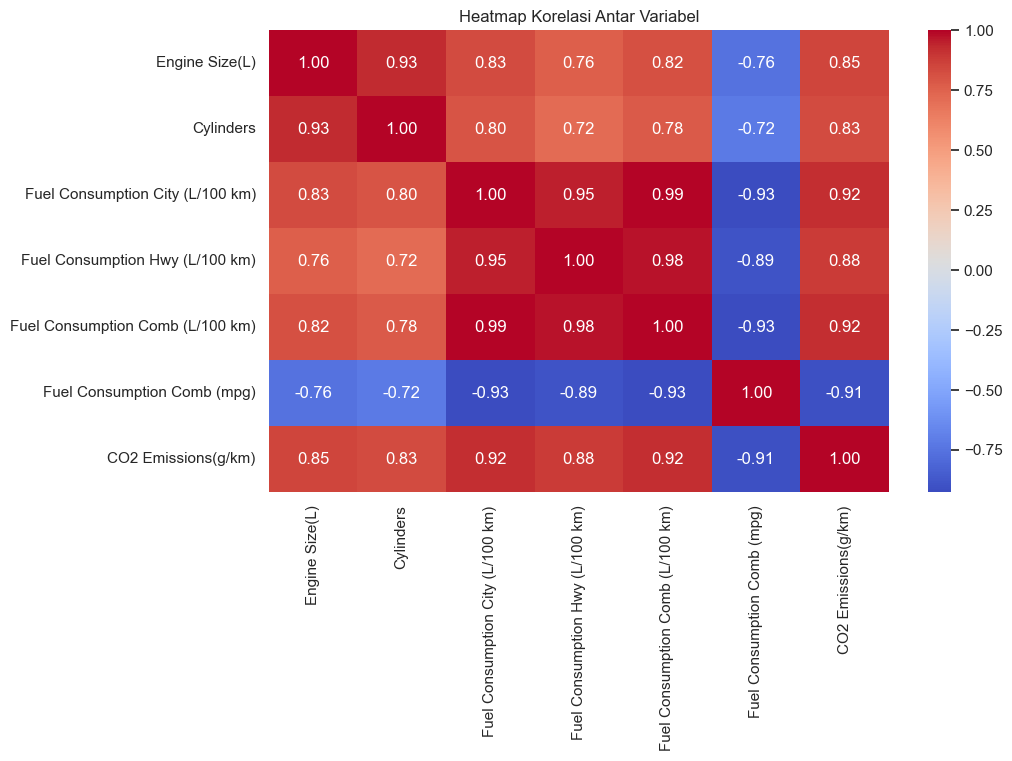 Heatmap Korelasi Antar Variabel
Engine Size(L) 1.00 0.93 0.83 0.76 0.82 -0.76 0.85
Cylinders 0.93 1.00 0.80 0.72 0.78 -0.72 0.83
Fuel Consumption City (L/100 km) 0.83 0.80 1.00 0.95 0.99 -0.93 0.92
Fuel Consumption Hwy (L/100 km) 0.76 0.72 0.95 1.00 0.98 -0.89 0.88
Fuel Consumption Comb (L/100 km) 0.82 0.78 0.99 0.98 1.00 -0.93 0.92
Fuel Consumption Comb (mpg) -0.76 -0.72 -0.93 -0.89 -0.93 1.00 -0.91
CO2 Emissions(g/km) 0.85 0.83 0.92 0.88 0.92 -0.91 1.00
Engine Size(L)
Cylinders
Fuel Consumption City (L/100 km)
Fuel Consumption Hwy (L/100 km)
Fuel Consumption Comb (L/100 km)
Fuel Consumption Comb (mpg)
CO2 Emissions(g/km)
1.00
0.75
0.50
0.25
0.00
−0.25
−0.50
−0.75